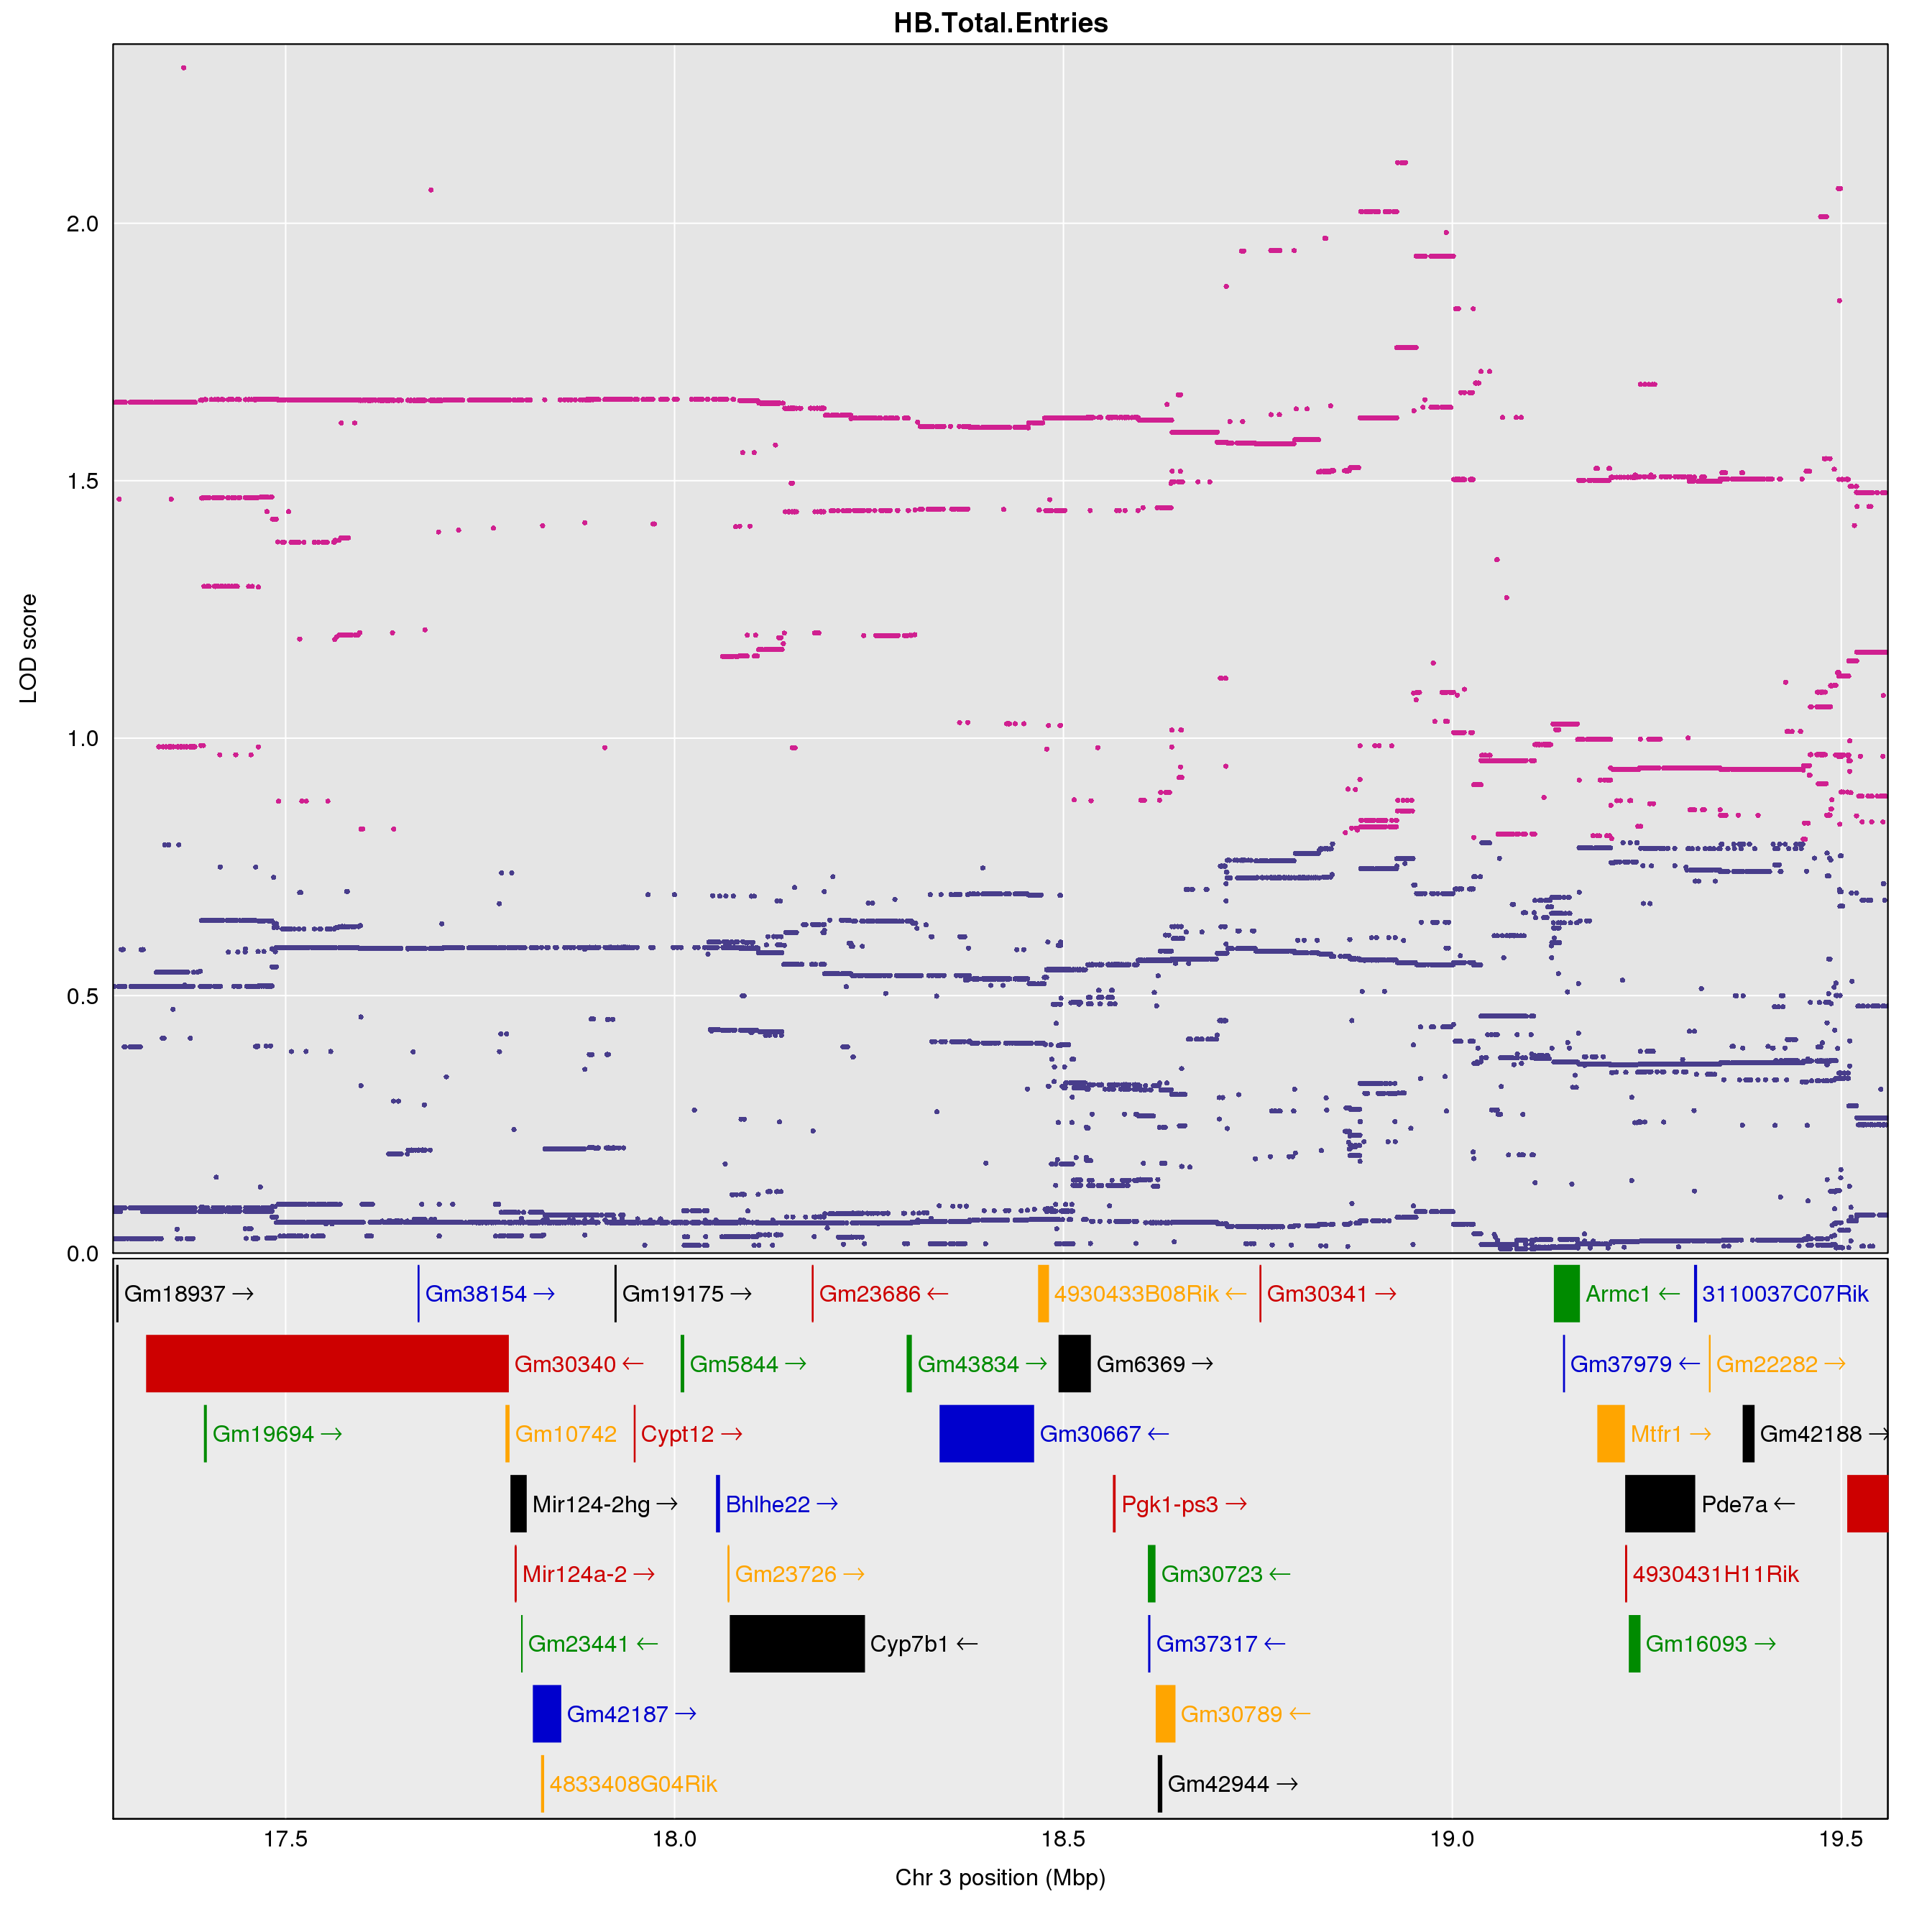 HB.Total.Entries
2.0
1.5
1.0
0.5
0.0
LOD score
Gm18937 → Gm38154 → Gm19175 → Gm23686 ← 4930433B08Rik ← Gm30341 → Armc1 ← 3110037C07Rik
Gm30340 ← Gm5844 → Gm43834 → Gm6369 → Gm37979 ← Gm22282 →
Gm19694 → Gm10742 Cypt12 → Gm30667 ← Mtfr1 → Gm42188 →
Mir124-2hg → Bhlhe22 → Pgk1-ps3 → Pde7a ←
Mir124a-2 → Gm23726 → Gm30723 ← 4930431H11Rik
Gm23441 ← Cyp7b1 ← Gm37317 ← Gm16093 →
Gm42187 → Gm30789 ←
4833408G04Rik Gm42944 →
17.5 18.0 18.5 19.0 19.5
Chr 3 position (Mbp)